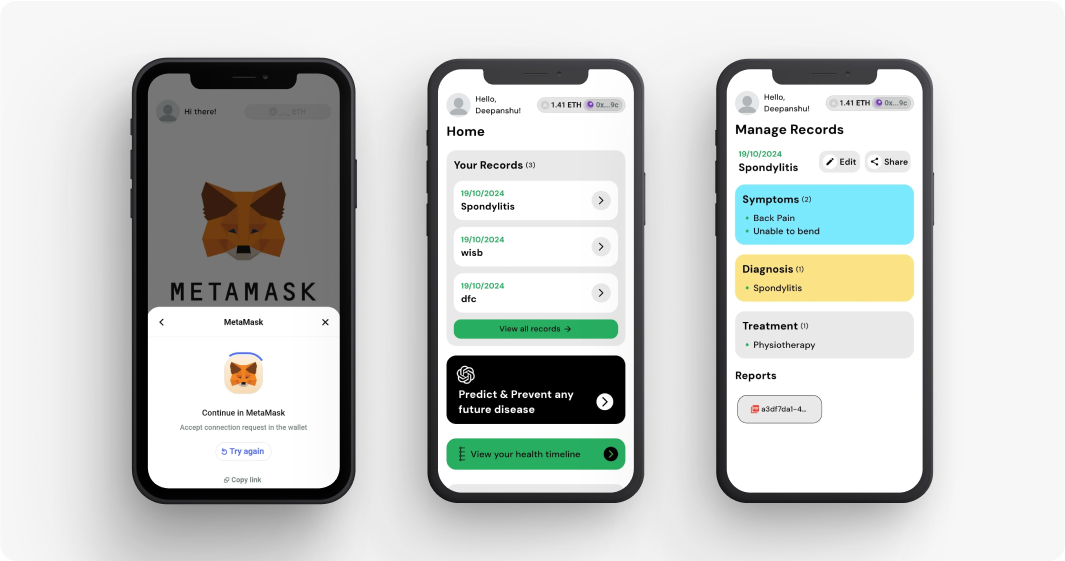 Hi there!
ETH
METAMASK
MetaMask
Continue in MetaMask
Accept connection request in the wallet
Try again
Copy link
Hello,
Deepanshu!
1.41 ETH
0x...9c
Home
Your Records (3)
19/10/2024
Spondylitis
19/10/2024
wisb
19/10/2024
dfc
View all records →
Predict & Prevent any
future disease
View your health timeline
Hello,
Deepanshu!
1.41 ETH
0x...9c
Manage Records
19/10/2024
Spondylitis
Edit
Share
Symptoms (2)
• Back Pain
• Unable to bend
Diagnosis (1)
• Spondylitis
Treatment (1)
• Physiotherapy
Reports
a3df7da1-4...